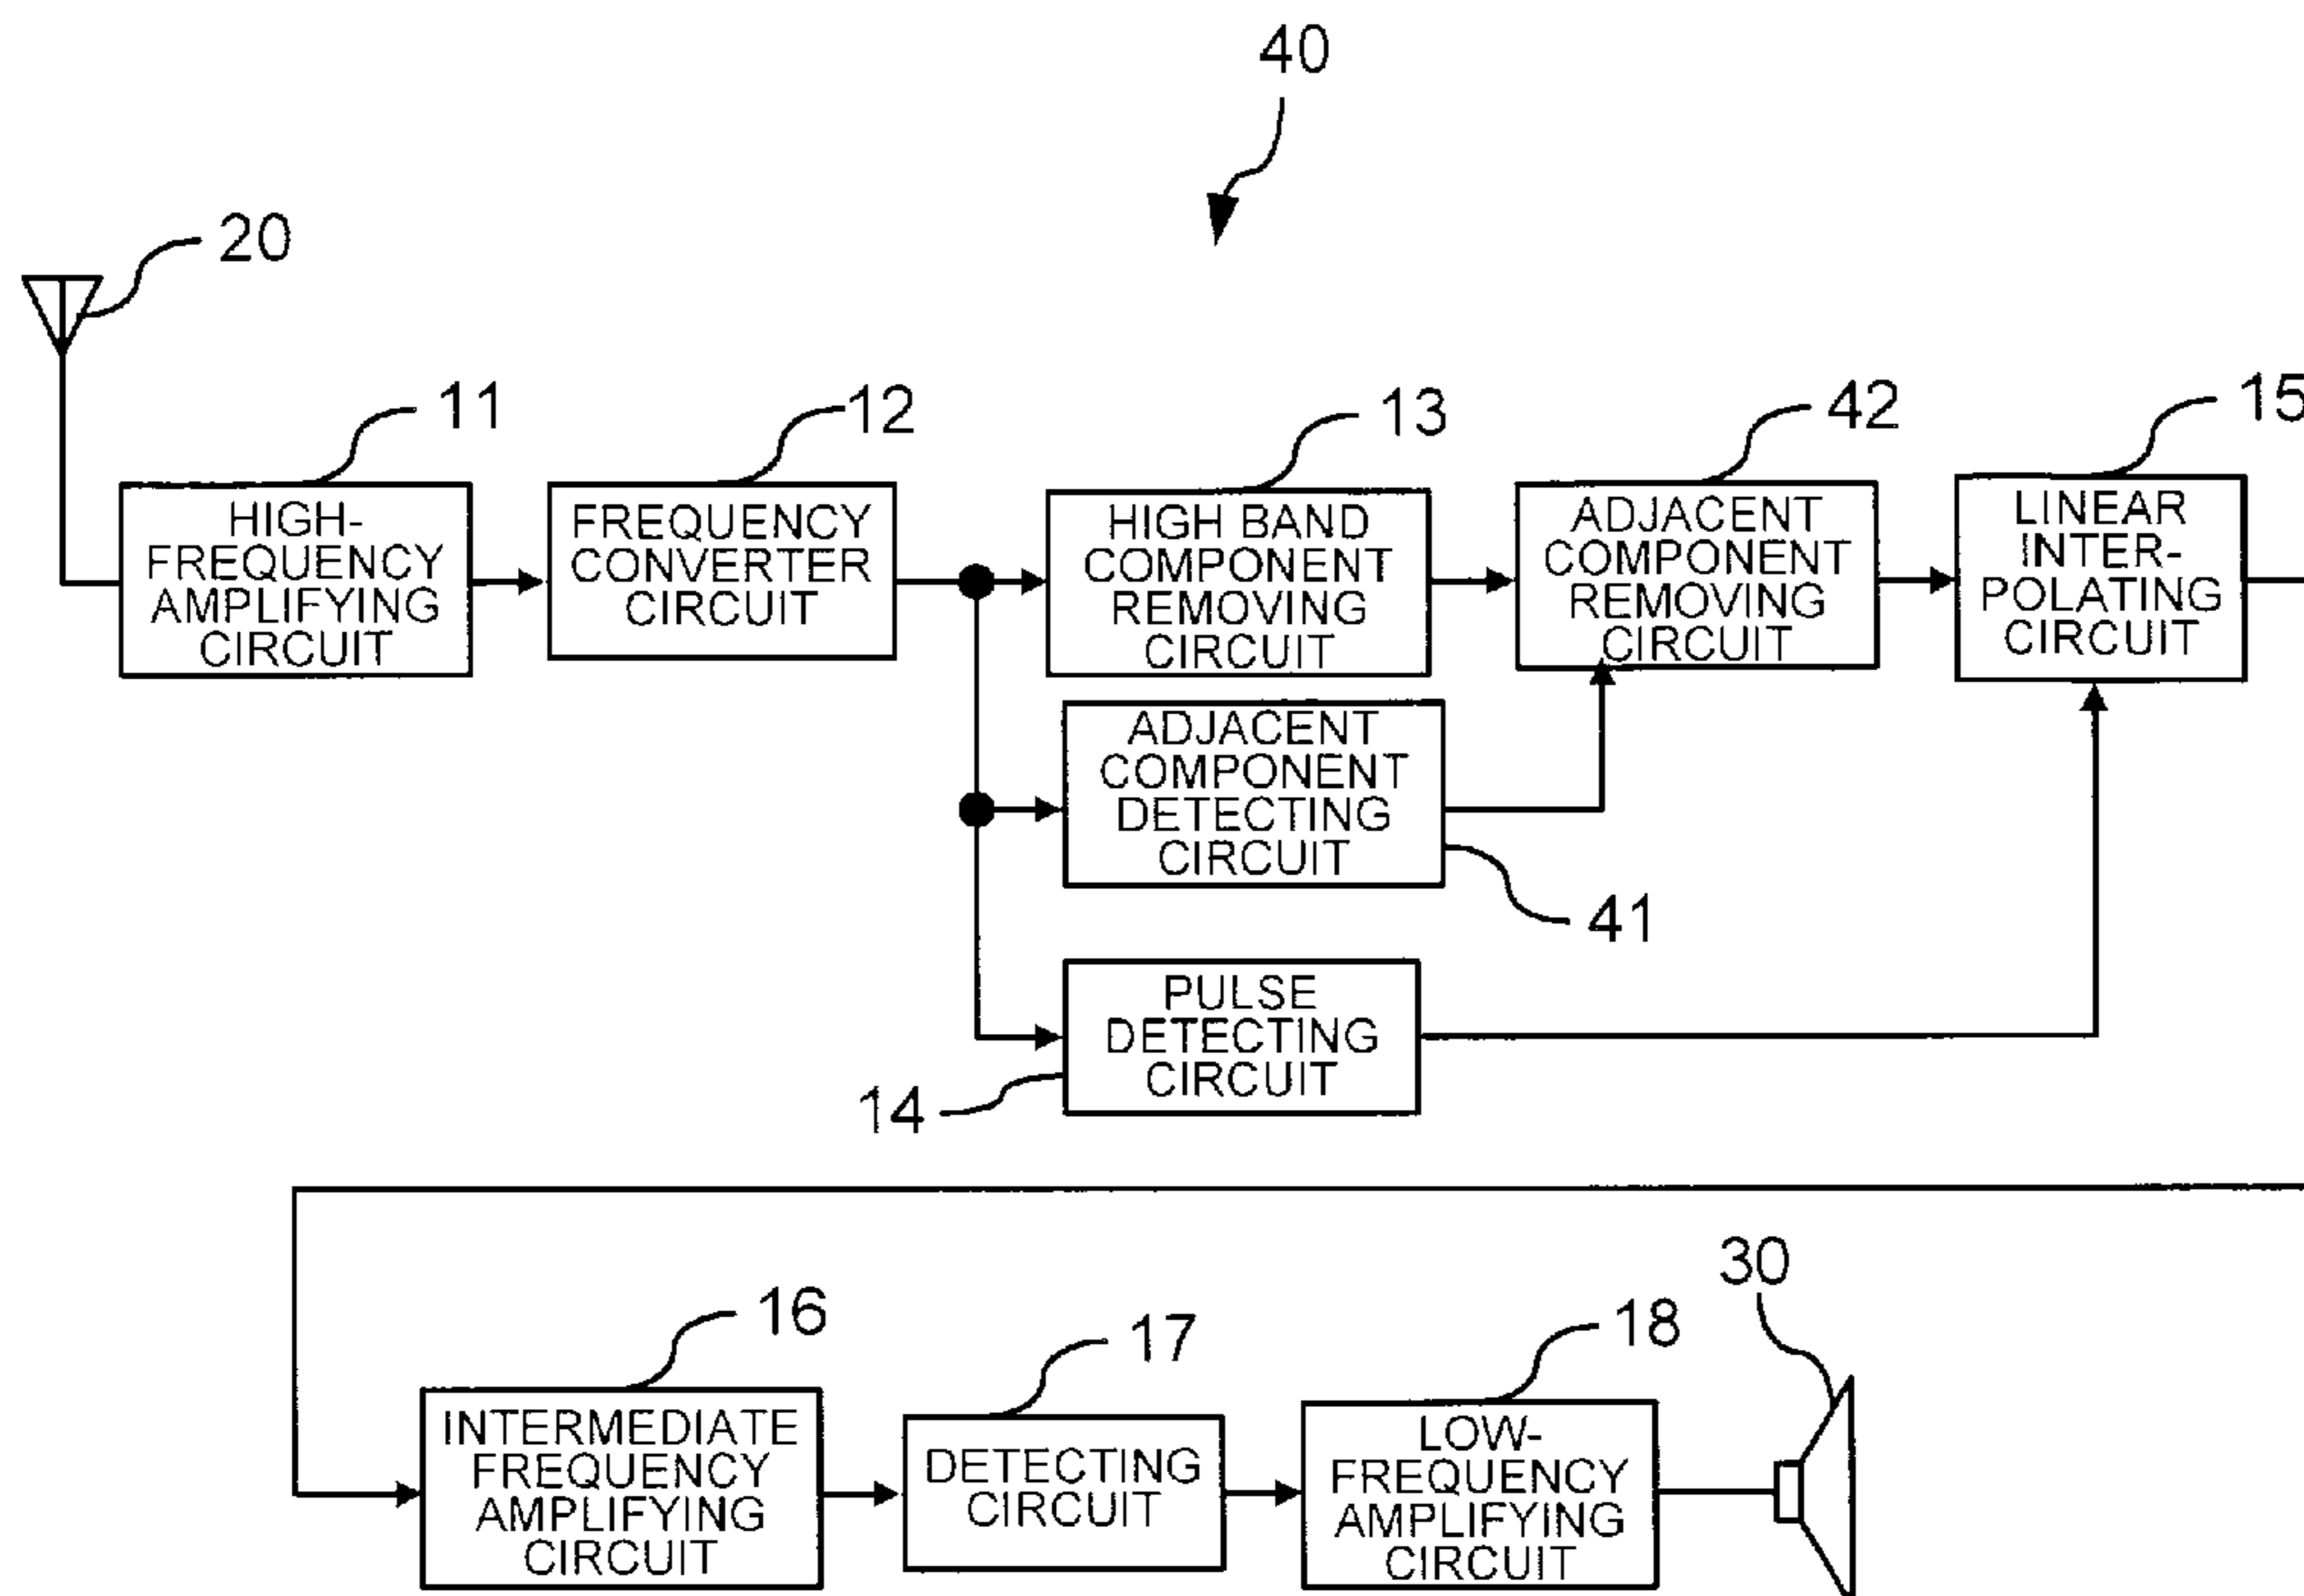 40
20
11
12
13
42
15
HIGH-
FREQUENCY
AMPLIFYING
CIRCUIT
FREQUENCY
CONVERTER
CIRCUIT
HIGH BAND
COMPONENT
REMOVING
CIRCUIT
ADJACENT
COMPONENT
REMOVING
CIRCUIT
LINEAR
INTER-
POLATING
CIRCUIT
ADJACENT
COMPONENT
DETECTING
CIRCUIT
41
PULSE
DETECTING
CIRCUIT
14
16
17
18
30
INTERMEDIATE
FREQUENCY
AMPLIFYING
CIRCUIT
DETECTING
CIRCUIT
LOW-
FREQUENCY
AMPLIFYING
CIRCUIT